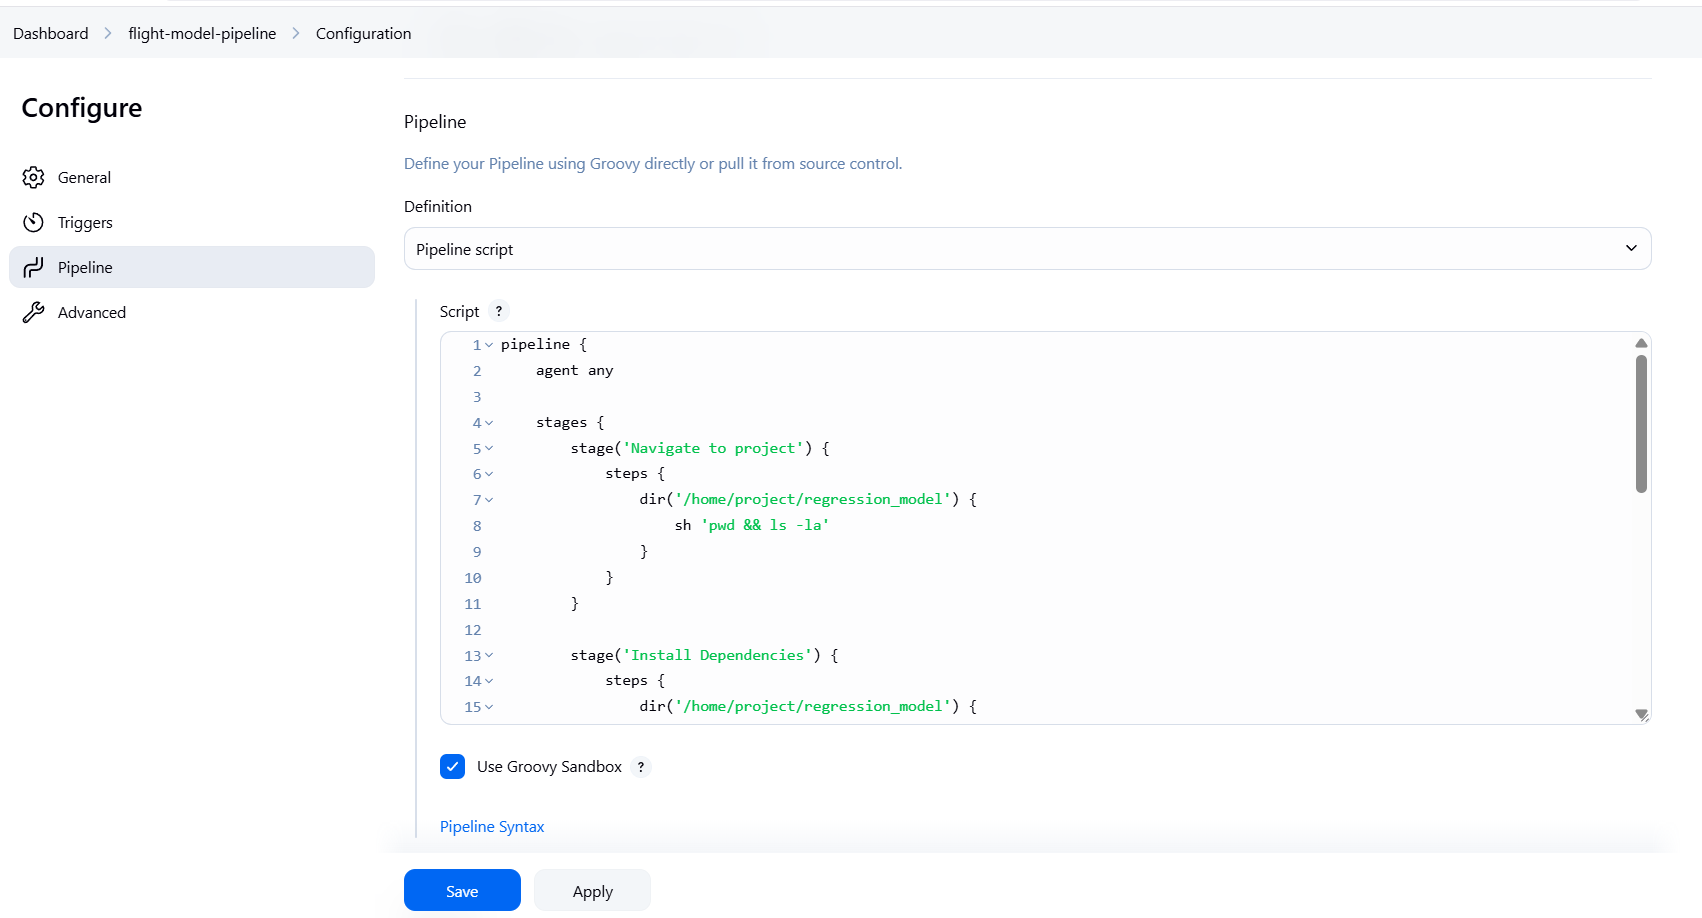 Dashboard > flight-model-pipeline > Configuration
Configure
General
Triggers
Pipeline
Advanced
Pipeline
Define your Pipeline using Groovy directly or pull it from source control.
Definition
Pipeline script
Script ?
1 pipeline {
2     agent any
3
4     stages {
5         stage('Navigate to project') {
6             steps {
7                 dir('/home/project/regression_model') {
8                     sh 'pwd && ls -la'
9                 }
10             }
11         }
12
13         stage('Install Dependencies') {
14             steps {
15                 dir('/home/project/regression_model') {
Use Groovy Sandbox ?
Pipeline Syntax
Save Apply